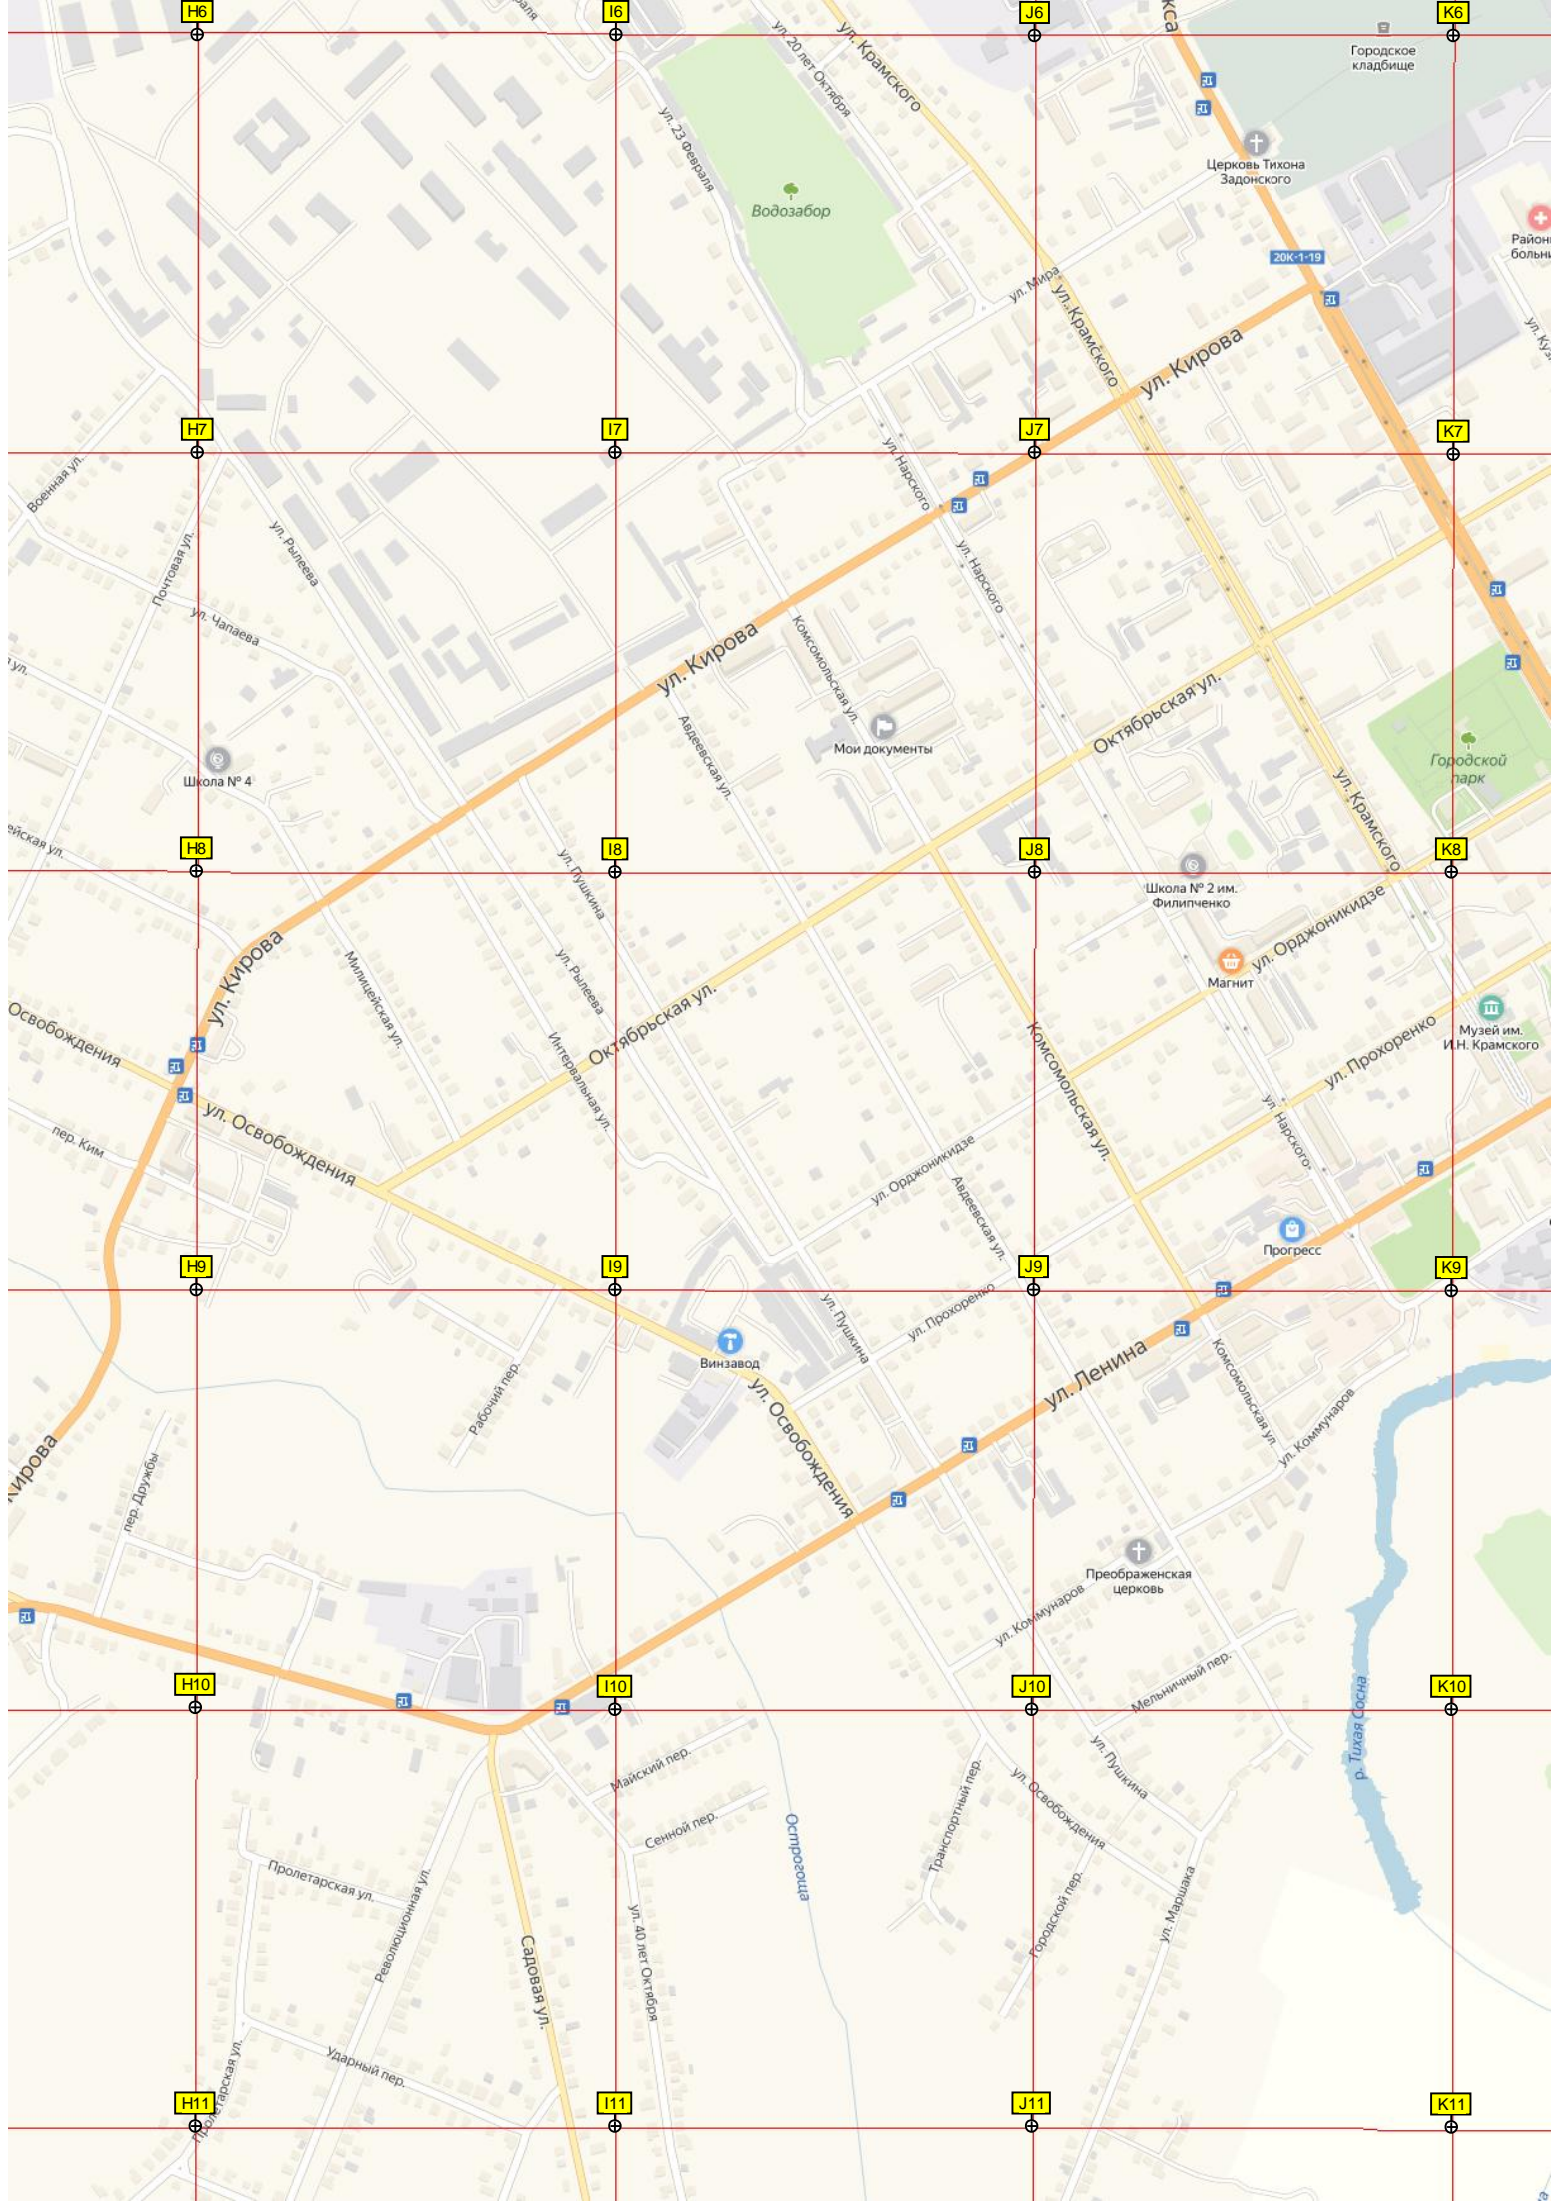 H6
I6
J6
K6
кса
ул. 20 лет Октября
ул. Крамского
Городское
кладбище
ул. 23 Февраля
Церковь Тихона
Задонского
Водозабор
20К-1-19
ул. Мира
ул. Крамского
ул. Кирова
H7
I7
J7
K7
Военная ул.
ул. Нарского
Почтовая ул.
ул. Рылеева
ул. Нарского
ул. Чапаева
ул. Кирова
Комсомольская ул.
Октябрьская ул.
Авдеевская ул.
Мои документы
Городской
парк
Школа № 4
ул. Крамского
ейская ул.
H8
I8
J8
K8
ул. Пушкина
Школа № 2 им.
Филипченко
ул. Кирова
ул. Орджоникидзе
Милицейская ул.
ул. Рылеева
Магнит
Октябрьская ул.
Освобождения
Музей им.
И.Н. Крамского
Интервальная ул.
Комсомольская ул.
ул. Прохоренко
ул. Освобождения
пер. Ким
ул. Нарского
ул. Орджоникидзе
Авдеевская ул.
Прогресс
H9
I9
J9
K9
ул. Пушкина
ул. Прохоренко
Винзавод
ул. Ленина
Комсомольская ул.
Рабочий пер.
ул. Освобождения
ул. Коммунаров
Кирова
пер. Дружбы
Преображенская
церковь
ул. Коммунаров
Мельничный пер.
H10
I10
J10
K10
р. Тихая Сосна
ул. Пушкина
Майский пер.
ул. Освобождения
Транспортный пер.
Сенной пер.
Острогоща
Пролетарская ул.
Революционная ул.
Городской пер.
ул. Маршака
Садовая ул.
ул. 40 лет Октября
Ударный пер.
Пролетарская ул.
H11
I11
J11
K11